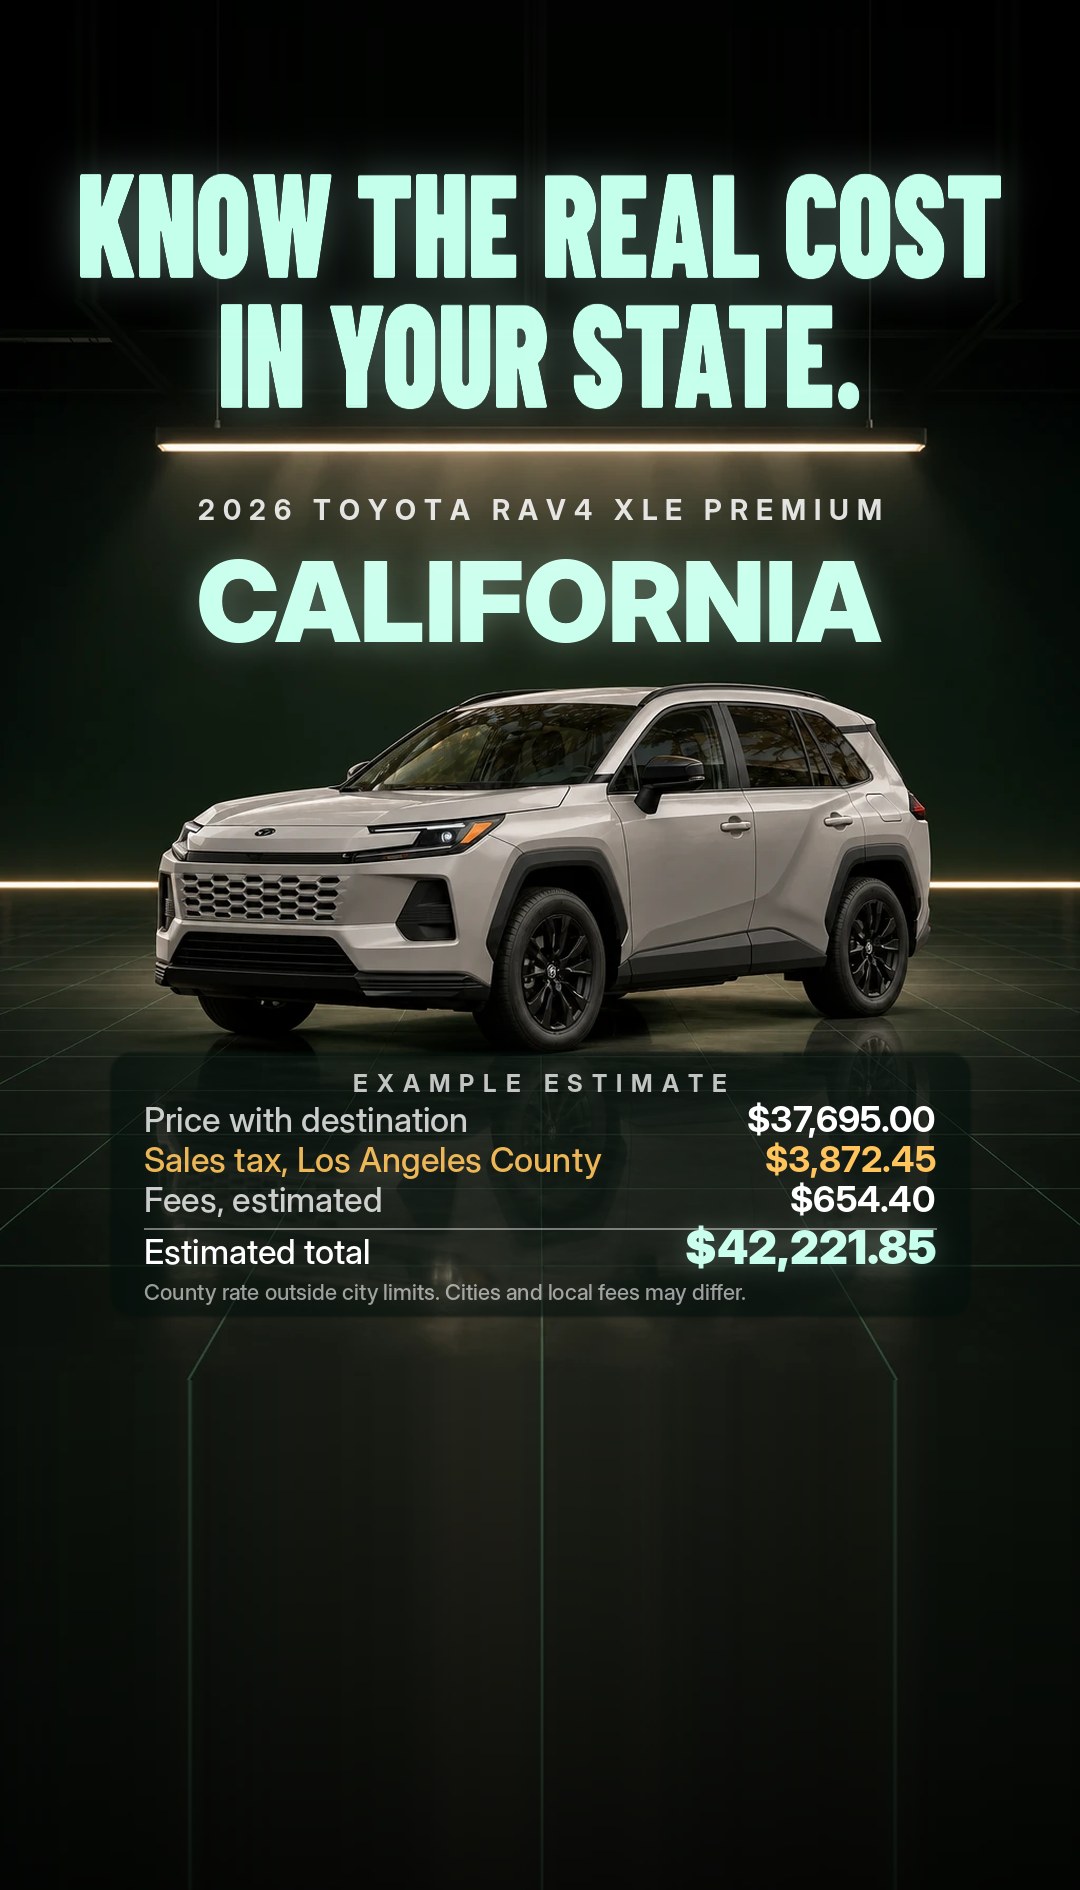 KNOW THE REAL COST
IN YOUR STATE.
2026 TOYOTA RAV4 XLE PREMIUM
CALIFORNIA
EXAMPLE ESTIMATE
Price with destination $37,695.00
Sales tax, Los Angeles County $3,872.45
Fees, estimated $654.40
Estimated total $42,221.85
County rate outside city limits. Cities and local fees may differ.